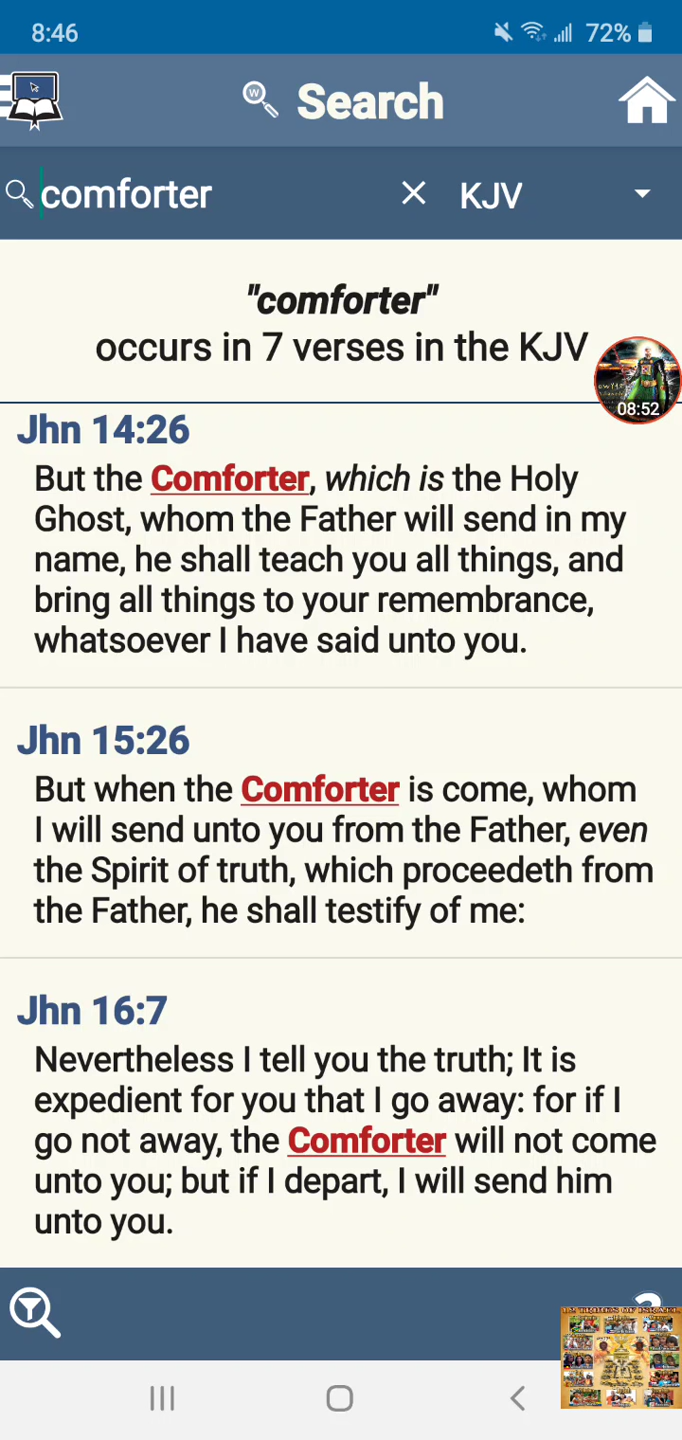 8:46 72%
W Search
comforter KJV
"comforter"
occurs in 7 verses in the KJV
08:52
Jhn 14:26
But the Comforter, which is the Holy
Ghost, whom the Father will send in my
name, he shall teach you all things, and
bring all things to your remembrance,
whatsoever I have said unto you.
Jhn 15:26
But when the Comforter is come, whom
I will send unto you from the Father, even
the Spirit of truth, which proceedeth from
the Father, he shall testify of me:
Jhn 16:7
Nevertheless I tell you the truth; It is
expedient for you that I go away: for if I
go not away, the Comforter will not come
unto you; but if I depart, I will send him
unto you.
12 TRIBES OF ISRAEL